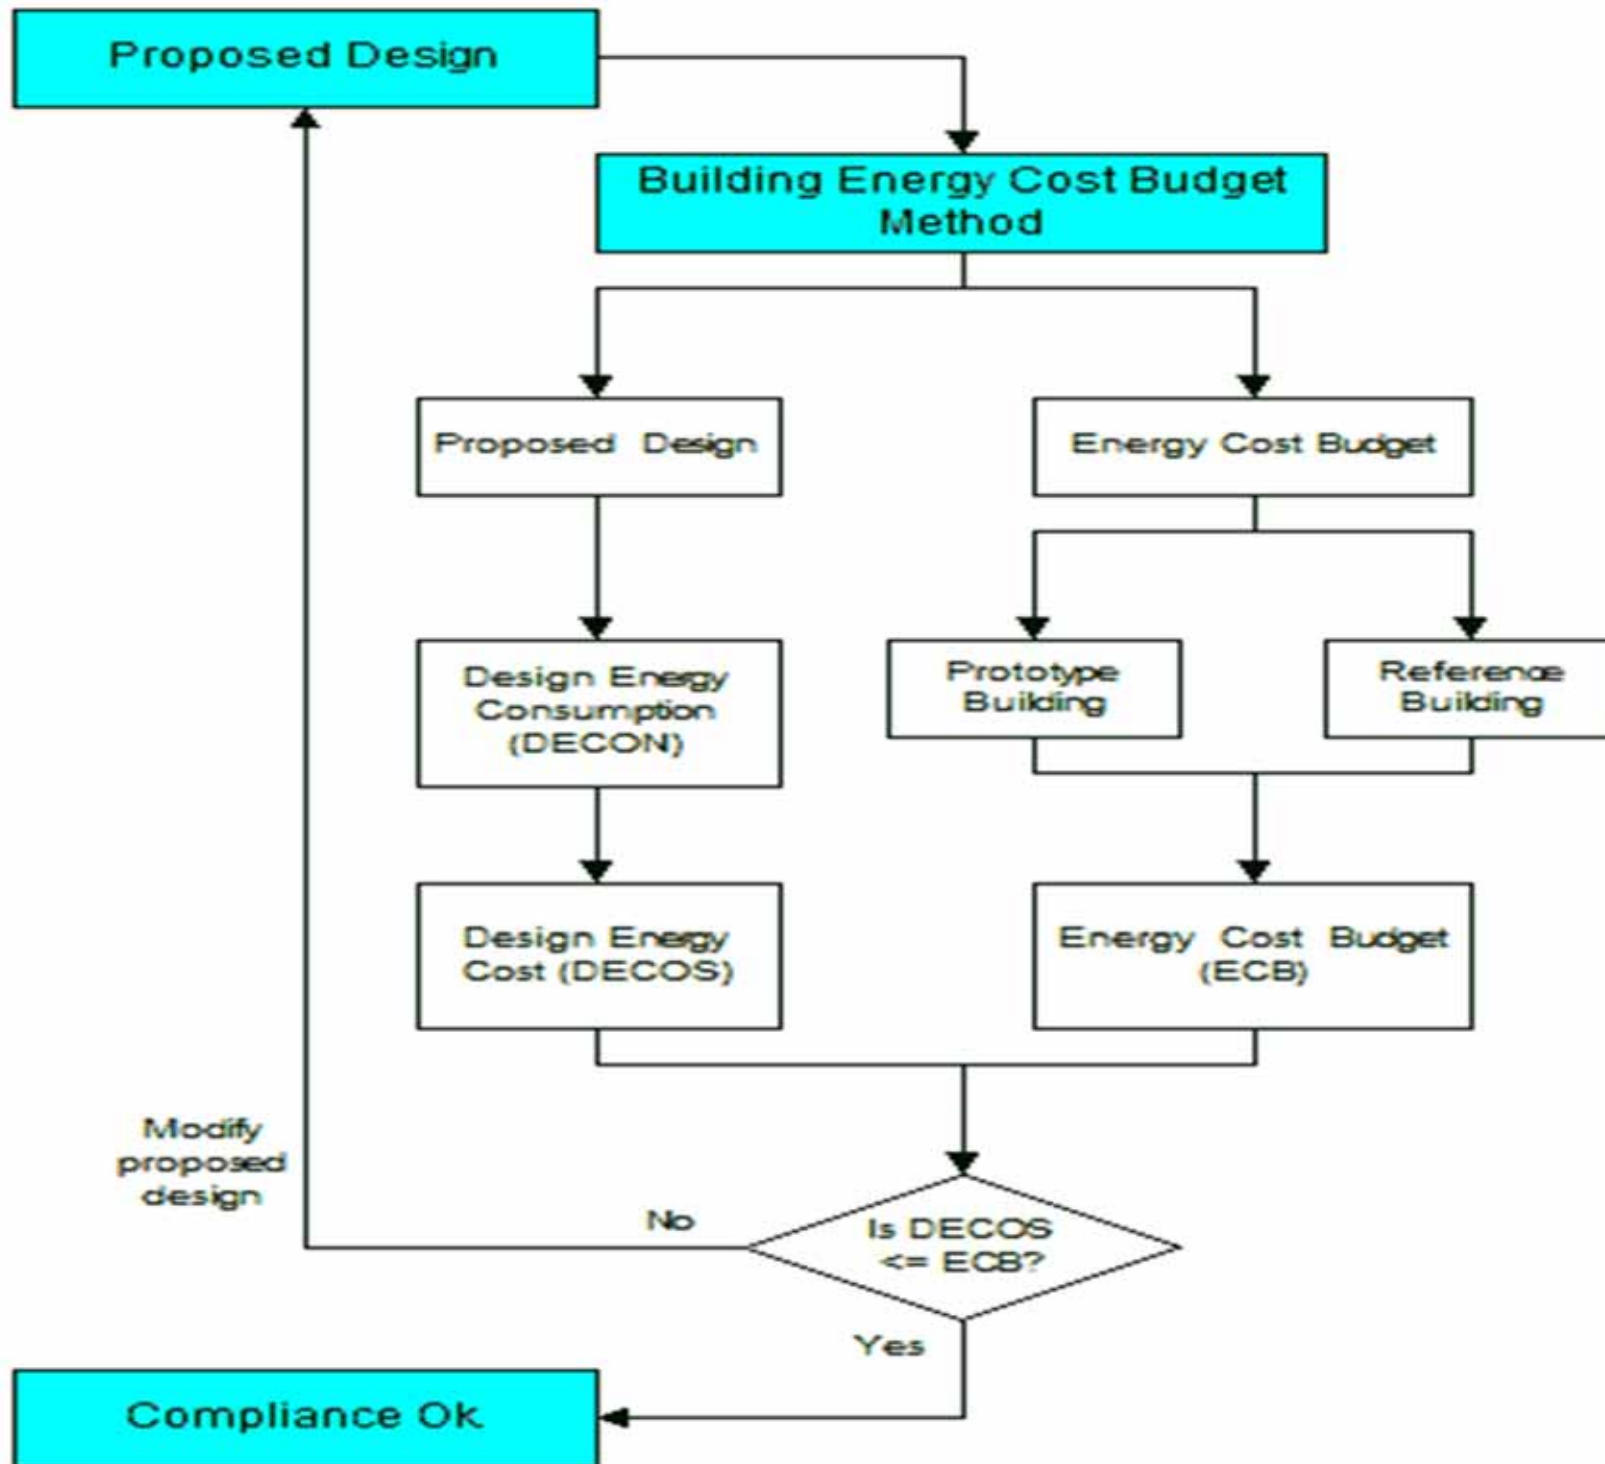 Proposed Design
Building Energy Cost Budget
Method
Proposed Design
Energy Cost Budget
Design Energy
Consumption
(DECON)
Prototype
Building
Reference
Building
Design Energy
Cost (DECOS)
Energy Cost Budget
(ECB)
Modify
proposed
design
No
Is DECOS
<= ECB?
Yes
Compliance Ok